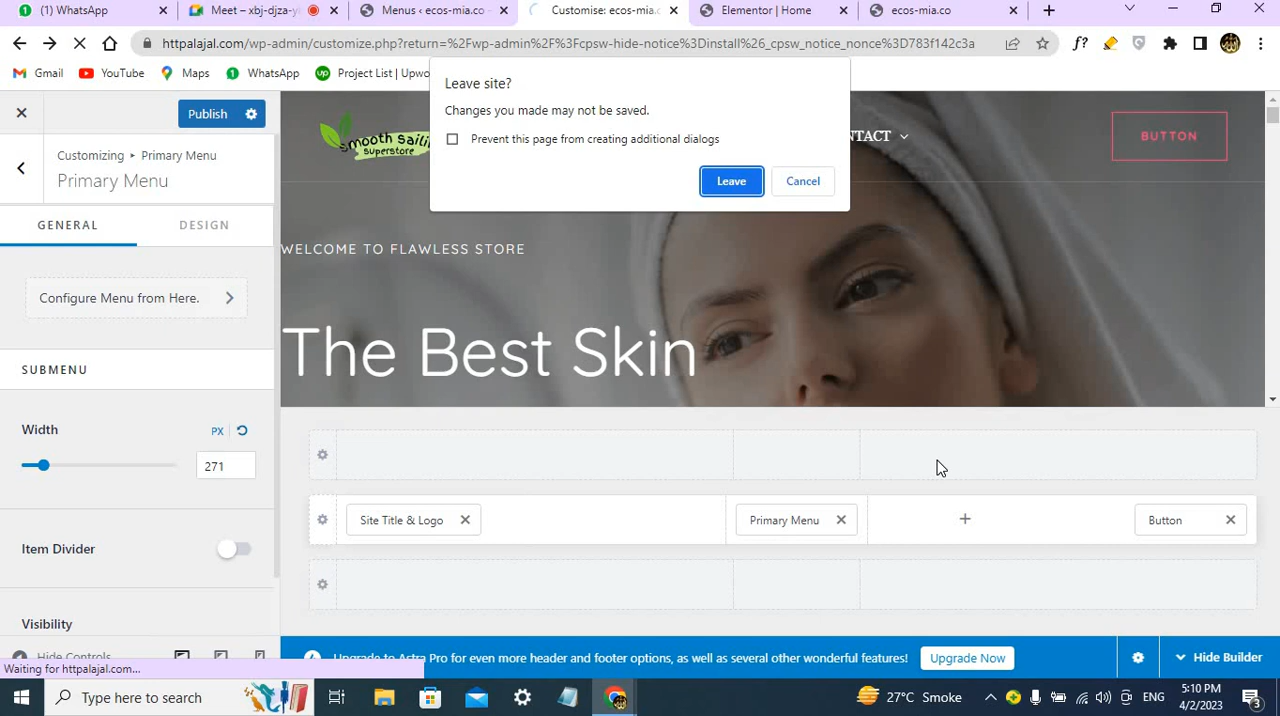 (1) WhatsApp
Meet – xbj-djza-y
Menus ‹ ecos-mia.co –
Customise: ecos-mia.c
Elementor | Home
ecos-mia.co
httpalajal.com/wp-admin/customize.php?return=%2Fwp-admin%2F%3Fcpsw-hide-notice%3Dinstall%26_cpsw_notice_nonce%3D783f142c3a
Gmail
YouTube
Maps
WhatsApp
Project List | Upwo
Leave site?
Changes you made may not be saved.
Prevent this page from creating additional dialogs
Leave
Cancel
Publish
Customizing ▸ Primary Menu
Primary Menu
GENERAL
DESIGN
Configure Menu from Here.
SUBMENU
Width
PX
271
Item Divider
Visibility
Hide Controls
Waiting for httpalajal.com...
smooth saili
superstore
NTACT
BUTTON
WELCOME TO FLAWLESS STORE
The Best Skin
Site Title & Logo
Primary Menu
Button
Upgrade to Astra Pro for even more header and footer options, as well as several other wonderful features!
Upgrade Now
Hide Builder
Type here to search
27°C Smoke
ENG
5:10 PM
4/2/2023
3